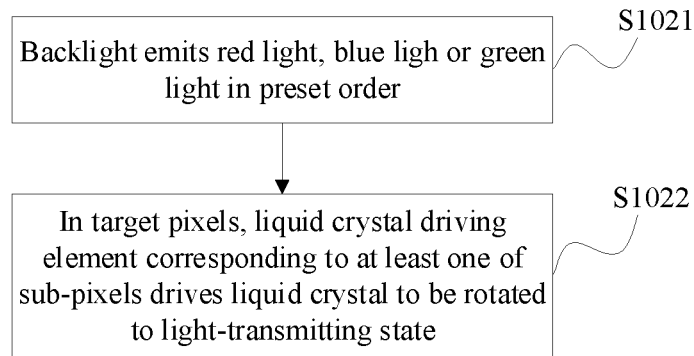 S1021
Backlight emits red light, blue ligh or green
light in preset order
S1022
In target pixels, liquid crystal driving
element corresponding to at least one of
sub-pixels drives liquid crystal to be rotated
to light-transmitting state